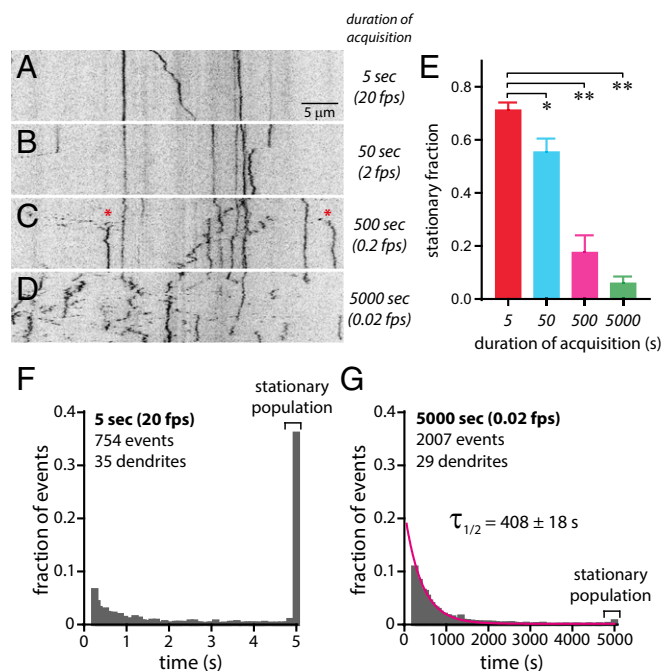 duration of
acquisition
A
5 sec
(20 fps)
5 μm
B
50 sec
(2 fps)
C
*
*
500 sec
(0.2 fps)
D
5000 sec
(0.02 fps)
E
stationary fraction
0.8
0.6
0.4
0.2
0.0
*
**
**
5 50 500 5000
duration of acquisition (s)
F
5 sec (20 fps)
754 events
35 dendrites
stationary
population
fraction of events
0.4
0.3
0.2
0.1
0
0 1 2 3 4 5
time (s)
G
5000 sec (0.02 fps)
2007 events
29 dendrites
τ1/2 = 408 ± 18 s
stationary
population
fraction of events
0.4
0.3
0.2
0.1
0
0 1000 2000 3000 4000 5000
time (s)